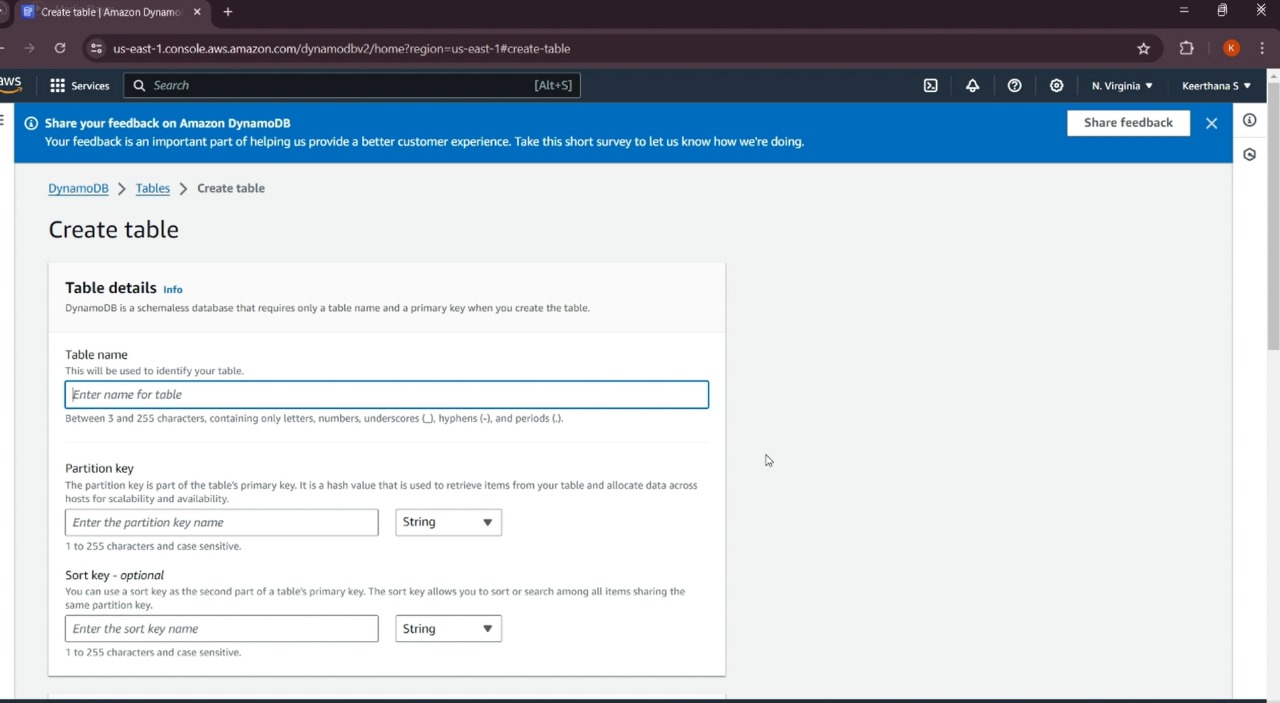 Create table | Amazon Dynamo
us-east-1.console.aws.amazon.com/dynamodbv2/home?region=us-east-1#create-table
K
aws
Services
Search
[Alt+S]
N. Virginia
Keerthana S
Share your feedback on Amazon DynamoDB
Your feedback is an important part of helping us provide a better customer experience. Take this short survey to let us know how we're doing.
Share feedback
DynamoDB > Tables > Create table
Create table
Table details Info
DynamoDB is a schemaless database that requires only a table name and a primary key when you create the table.
Table name
This will be used to identify your table.
Enter name for table
Between 3 and 255 characters, containing only letters, numbers, underscores (_), hyphens (-), and periods (.).
Partition key
The partition key is part of the table's primary key. It is a hash value that is used to retrieve items from your table and allocate data across
hosts for scalability and availability.
Enter the partition key name
String
1 to 255 characters and case sensitive.
Sort key - optional
You can use a sort key as the second part of a table's primary key. The sort key allows you to sort or search among all items sharing the
same partition key.
Enter the sort key name
String
1 to 255 characters and case sensitive.